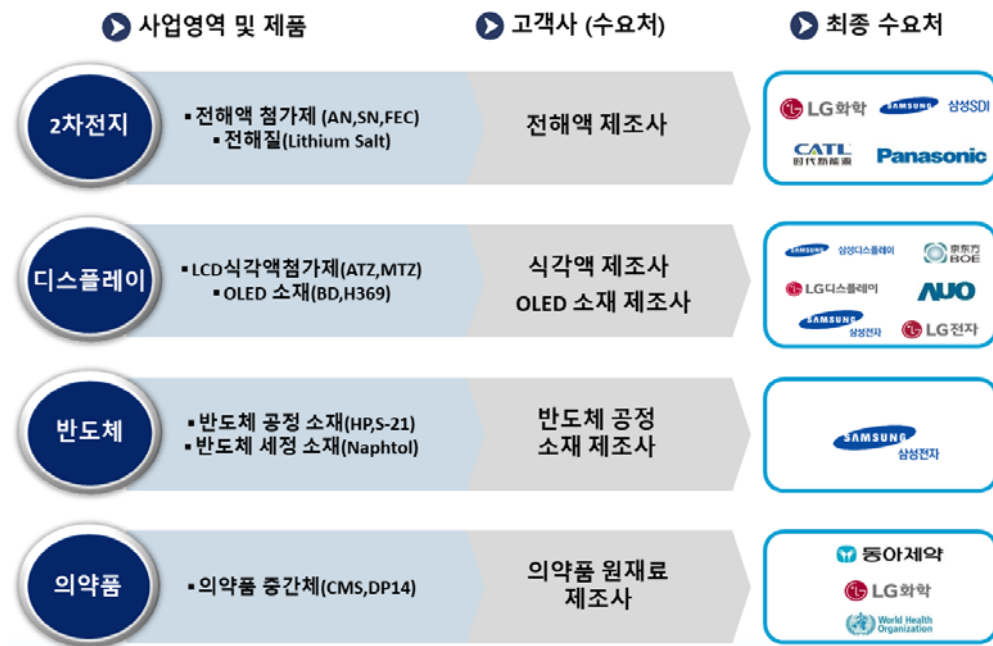 사업영역 및 제품
고객사 (수요처)
최종 수요처
2차전지
▪ 전해액 첨가제 (AN,SN,FEC)
▪ 전해질(Lithium Salt)
전해액 제조사
LG화학
SAMSUNG 삼성SDI
CATL
时代新能源
Panasonic
디스플레이
▪ LCD식각액첨가제(ATZ,MTZ)
▪ OLED 소재(BD,H369)
식각액 제조사
OLED 소재 제조사
SAMSUNG 삼성디스플레이
京东方
BOE
LG디스플레이
AUO
SAMSUNG
삼성전자
LG전자
반도체
▪ 반도체 공정 소재(HP,S-21)
▪ 반도체 세정 소재(Naphtol)
반도체 공정
소재 제조사
SAMSUNG
삼성전자
의약품
▪ 의약품 중간체(CMS,DP14)
의약품 원재료
제조사
동아제약
LG화학
World Health
Organization